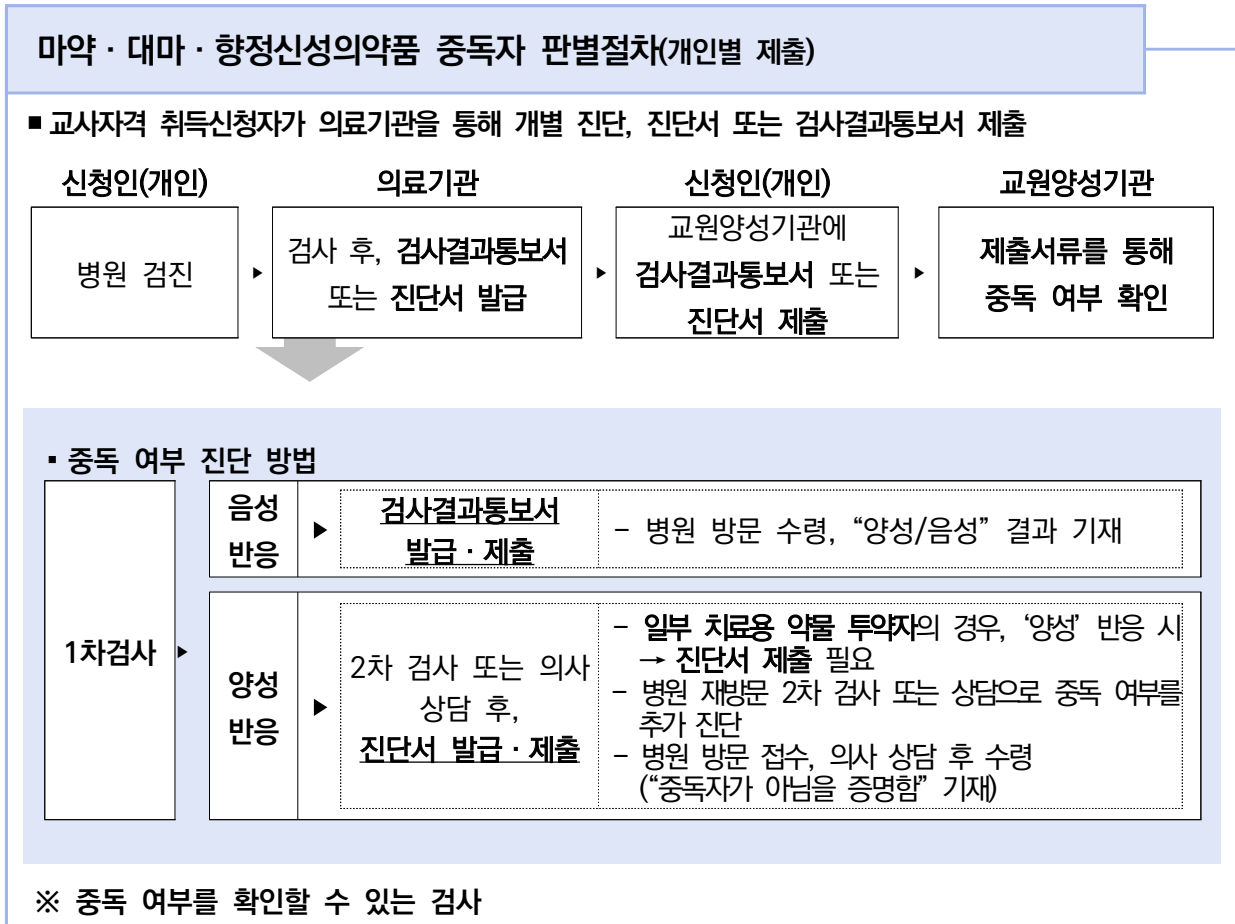 마약 · 대마 · 향정신성의약품 중독자 판별절차(개인별 제출)
■ 교사자격 취득신청자가 의료기관을 통해 개별 진단, 진단서 또는 검사결과통보서 제출
신청인(개인)
병원 검진
▶
의료기관
검사 후, 검사결과통보서
또는 진단서 발급
▶
신청인(개인)
교원양성기관에
검사결과통보서 또는
진단서 제출
▶
교원양성기관
제출서류를 통해
중독 여부 확인
▪ 중독 여부 진단 방법
1차검사 ▶
음성
반응
▶
검사결과통보서
발급 · 제출
- 병원 방문 수령, “양성/음성” 결과 기재
양성
반응
▶
2차 검사 또는 의사
상담 후,
진단서 발급 · 제출
- 일부 치료용 약물 투약자의 경우, ‘양성’ 반응 시
→ 진단서 제출 필요
- 병원 재방문 2차 검사 또는 상담으로 중독 여부를
추가 진단
- 병원 방문 접수, 의사 상담 후 수령
(“중독자가 아님을 증명함” 기재)
※ 중독 여부를 확인할 수 있는 검사